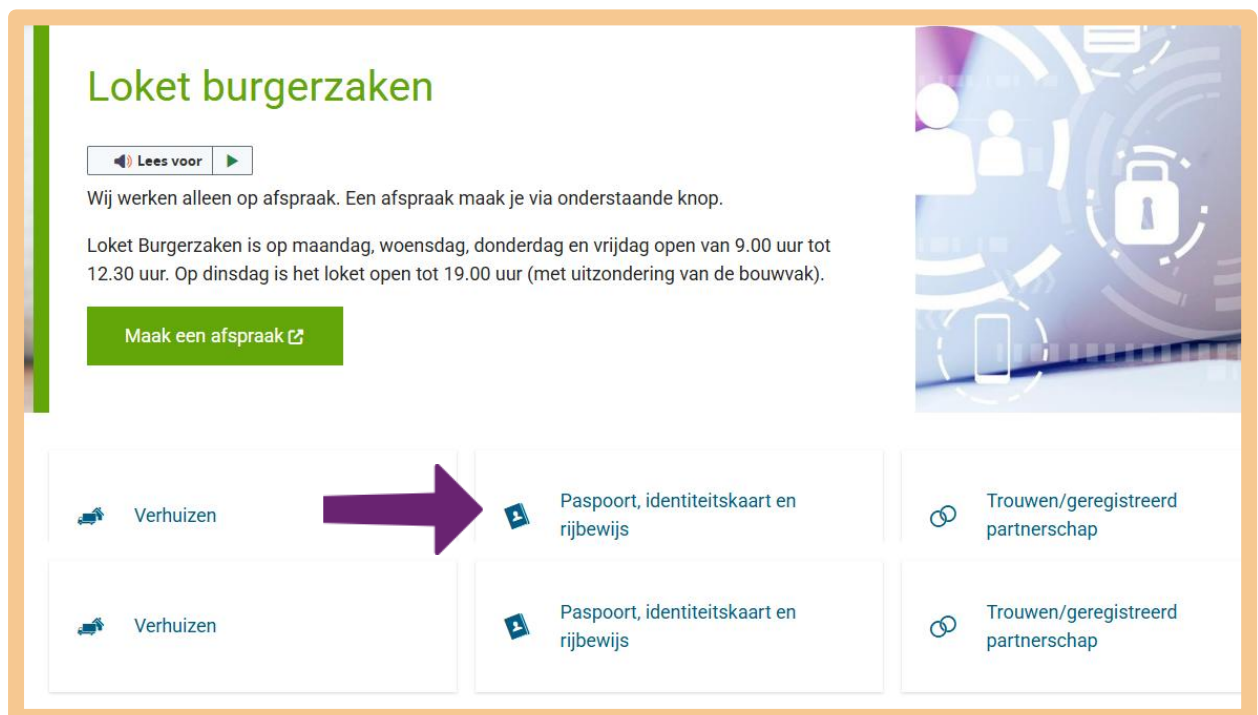 Loket burgerzaken
Lees voor
Wij werken alleen op afspraak. Een afspraak maak je via onderstaande knop.
Loket Burgerzaken is op maandag, woensdag, donderdag en vrijdag open van 9.00 uur tot
12.30 uur. Op dinsdag is het loket open tot 19.00 uur (met uitzondering van de bouwvak).
Maak een afspraak
Verhuizen
Paspoort, identiteitskaart en
rijbewijs
Trouwen/geregistreerd
partnerschap
Verhuizen
Paspoort, identiteitskaart en
rijbewijs
Trouwen/geregistreerd
partnerschap